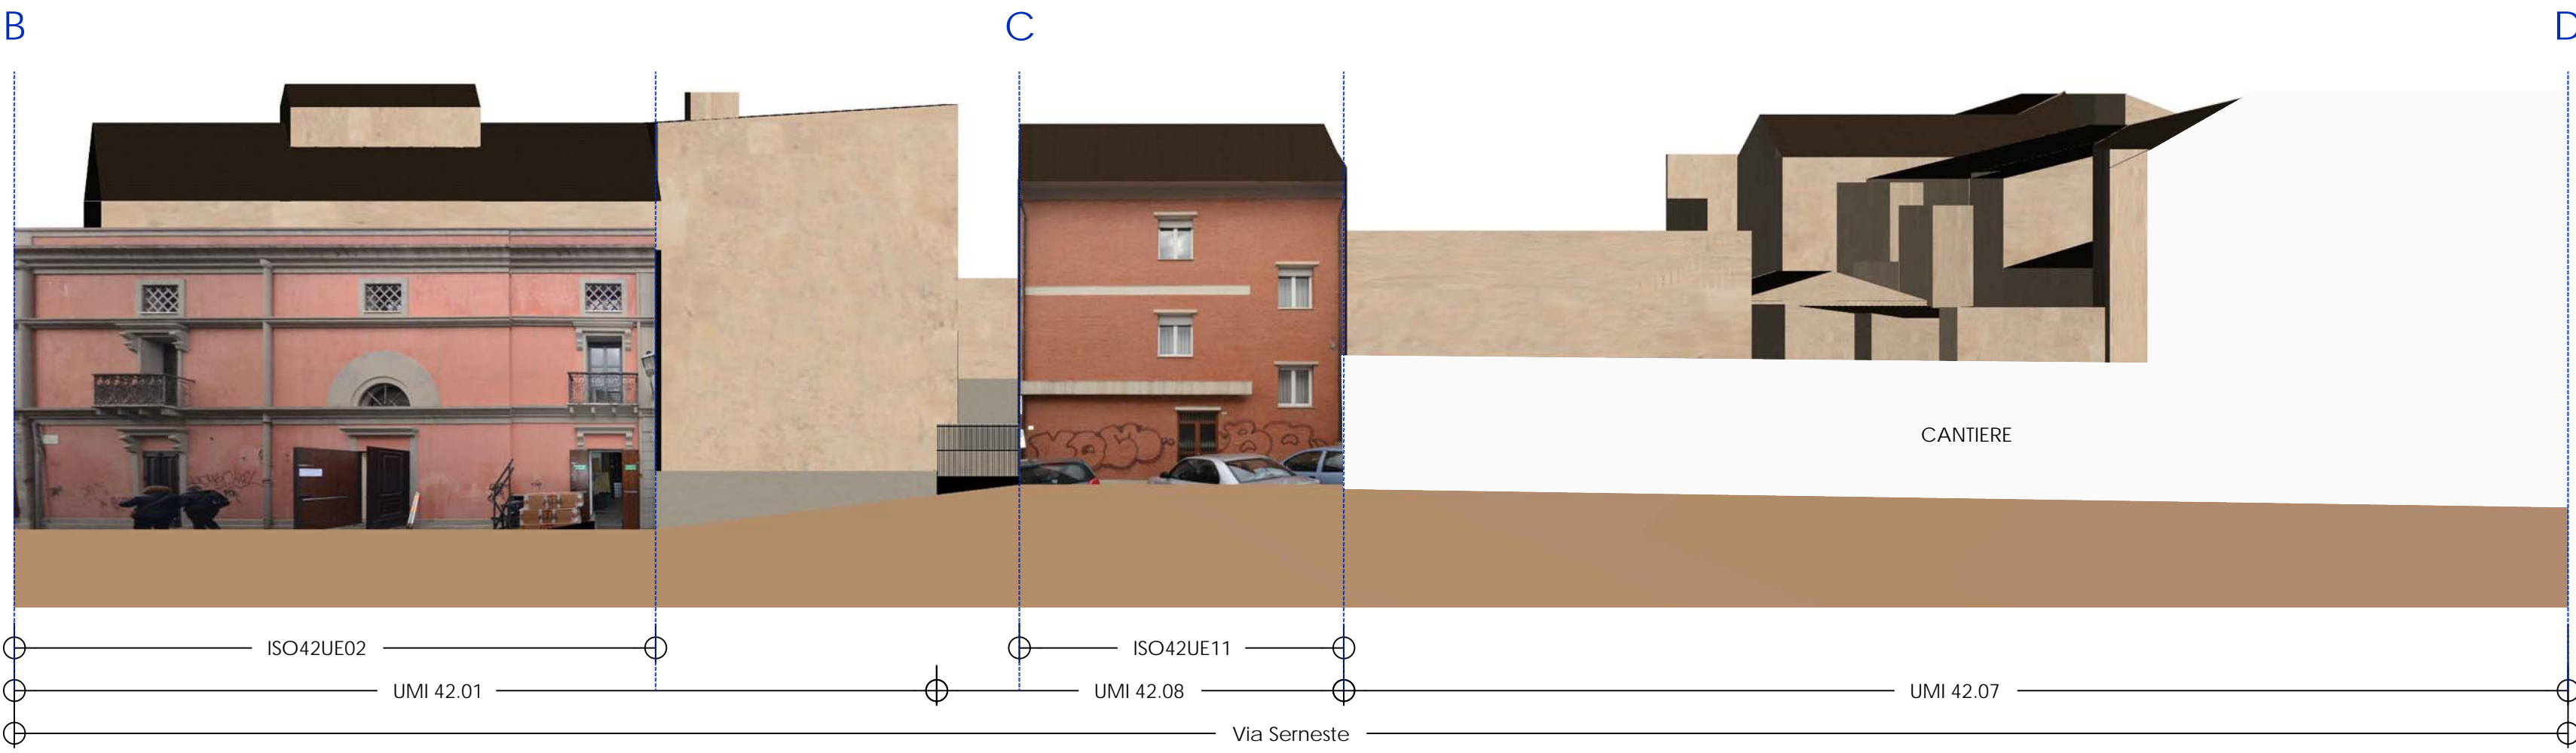 B C D
CANTIERE
ISO42UE02 ISO42UE11
UMI 42.01 UMI 42.08 UMI 42.07
Via Serneste